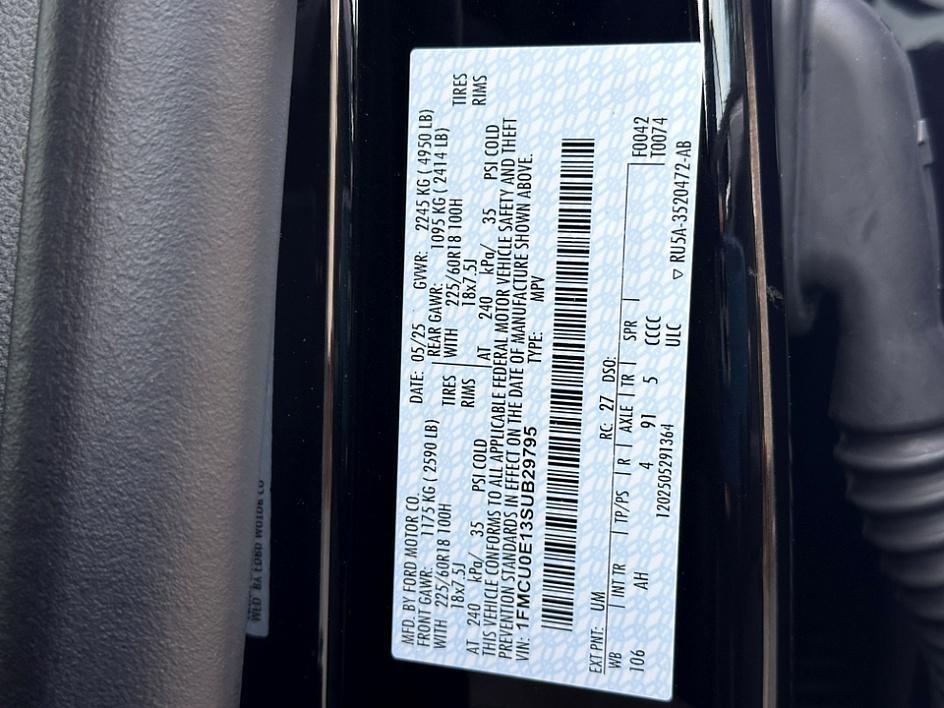 MFD. BY FORD MOTOR CO.
DATE: 05/25 GVWR: 2245 KG ( 4950 LB)
FRONT GAWR: 1175 KG ( 2590 LB) REAR GAWR: 1095 KG ( 2414 LB)
WITH 225/60R18 100H TIRES WITH 225/60R18 100H TIRES
18x7.5J RIMS 18x7.5J RIMS
AT 240 kPa/ 35 PSI COLD AT 240 kPa/ 35 PSI COLD
THIS VEHICLE CONFORMS TO ALL APPLICABLE FEDERAL MOTOR VEHICLE SAFETY AND THEFT
PREVENTION STANDARDS IN EFFECT ON THE DATE OF MANUFACTURE SHOWN ABOVE.
VIN: 1FMCU0E13SUB29795 TYPE: MPV
EXT PNT: UM RC: 27 DSO:
WB INT TR TP/PS R AXLE TR SPR F0042
106 AH 4 91 5 CCCC T0074
UIC
1202505291364 ▽ RU5A-3520472-AB